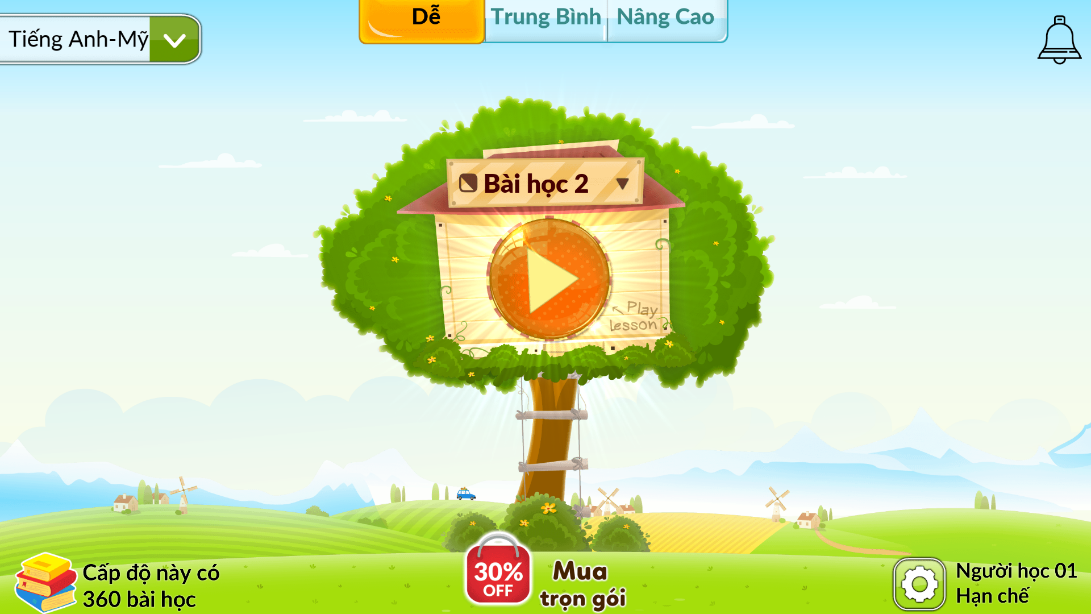 Tiếng Anh-Mỹ
Dễ
Trung Bình
Nâng Cao
Bài học 2
Play
lesson
Cấp độ này có
360 bài học
30%
OFF
Mua
trọn gói
Người học 01
Hạn chế